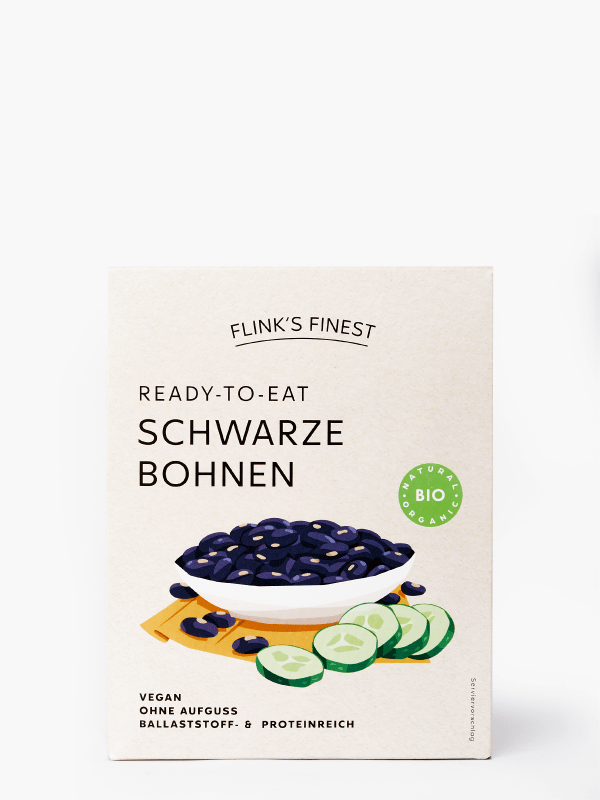 FLINK'S FINEST
READY-TO-EAT
SCHWARZE
BOHNEN
NATURAL
BIO
ORGANIC
VEGAN
OHNE AUFGUSS
BALLASTSTOFF- & PROTEINREICH
Serviervorschlag